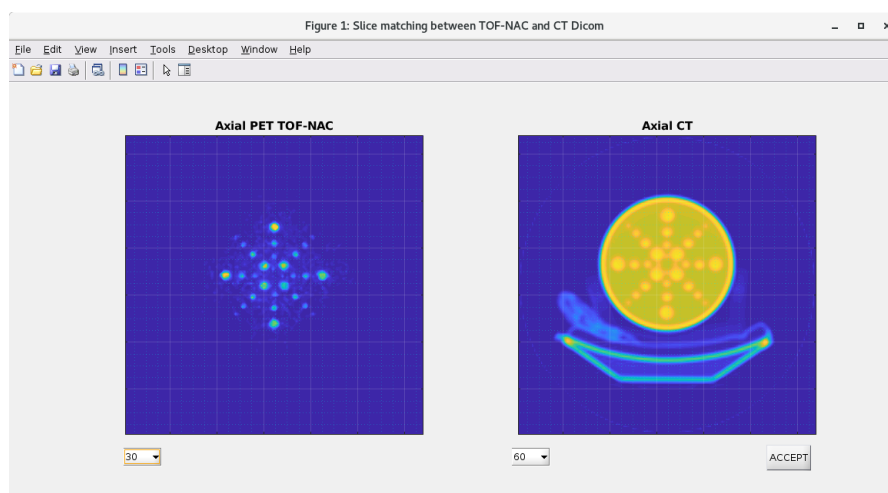 Figure 1: Slice matching between TOF-NAC and CT Dicom
File Edit View Insert Tools Desktop Window Help
Axial PET TOF-NAC Axial CT
30 60 ACCEPT